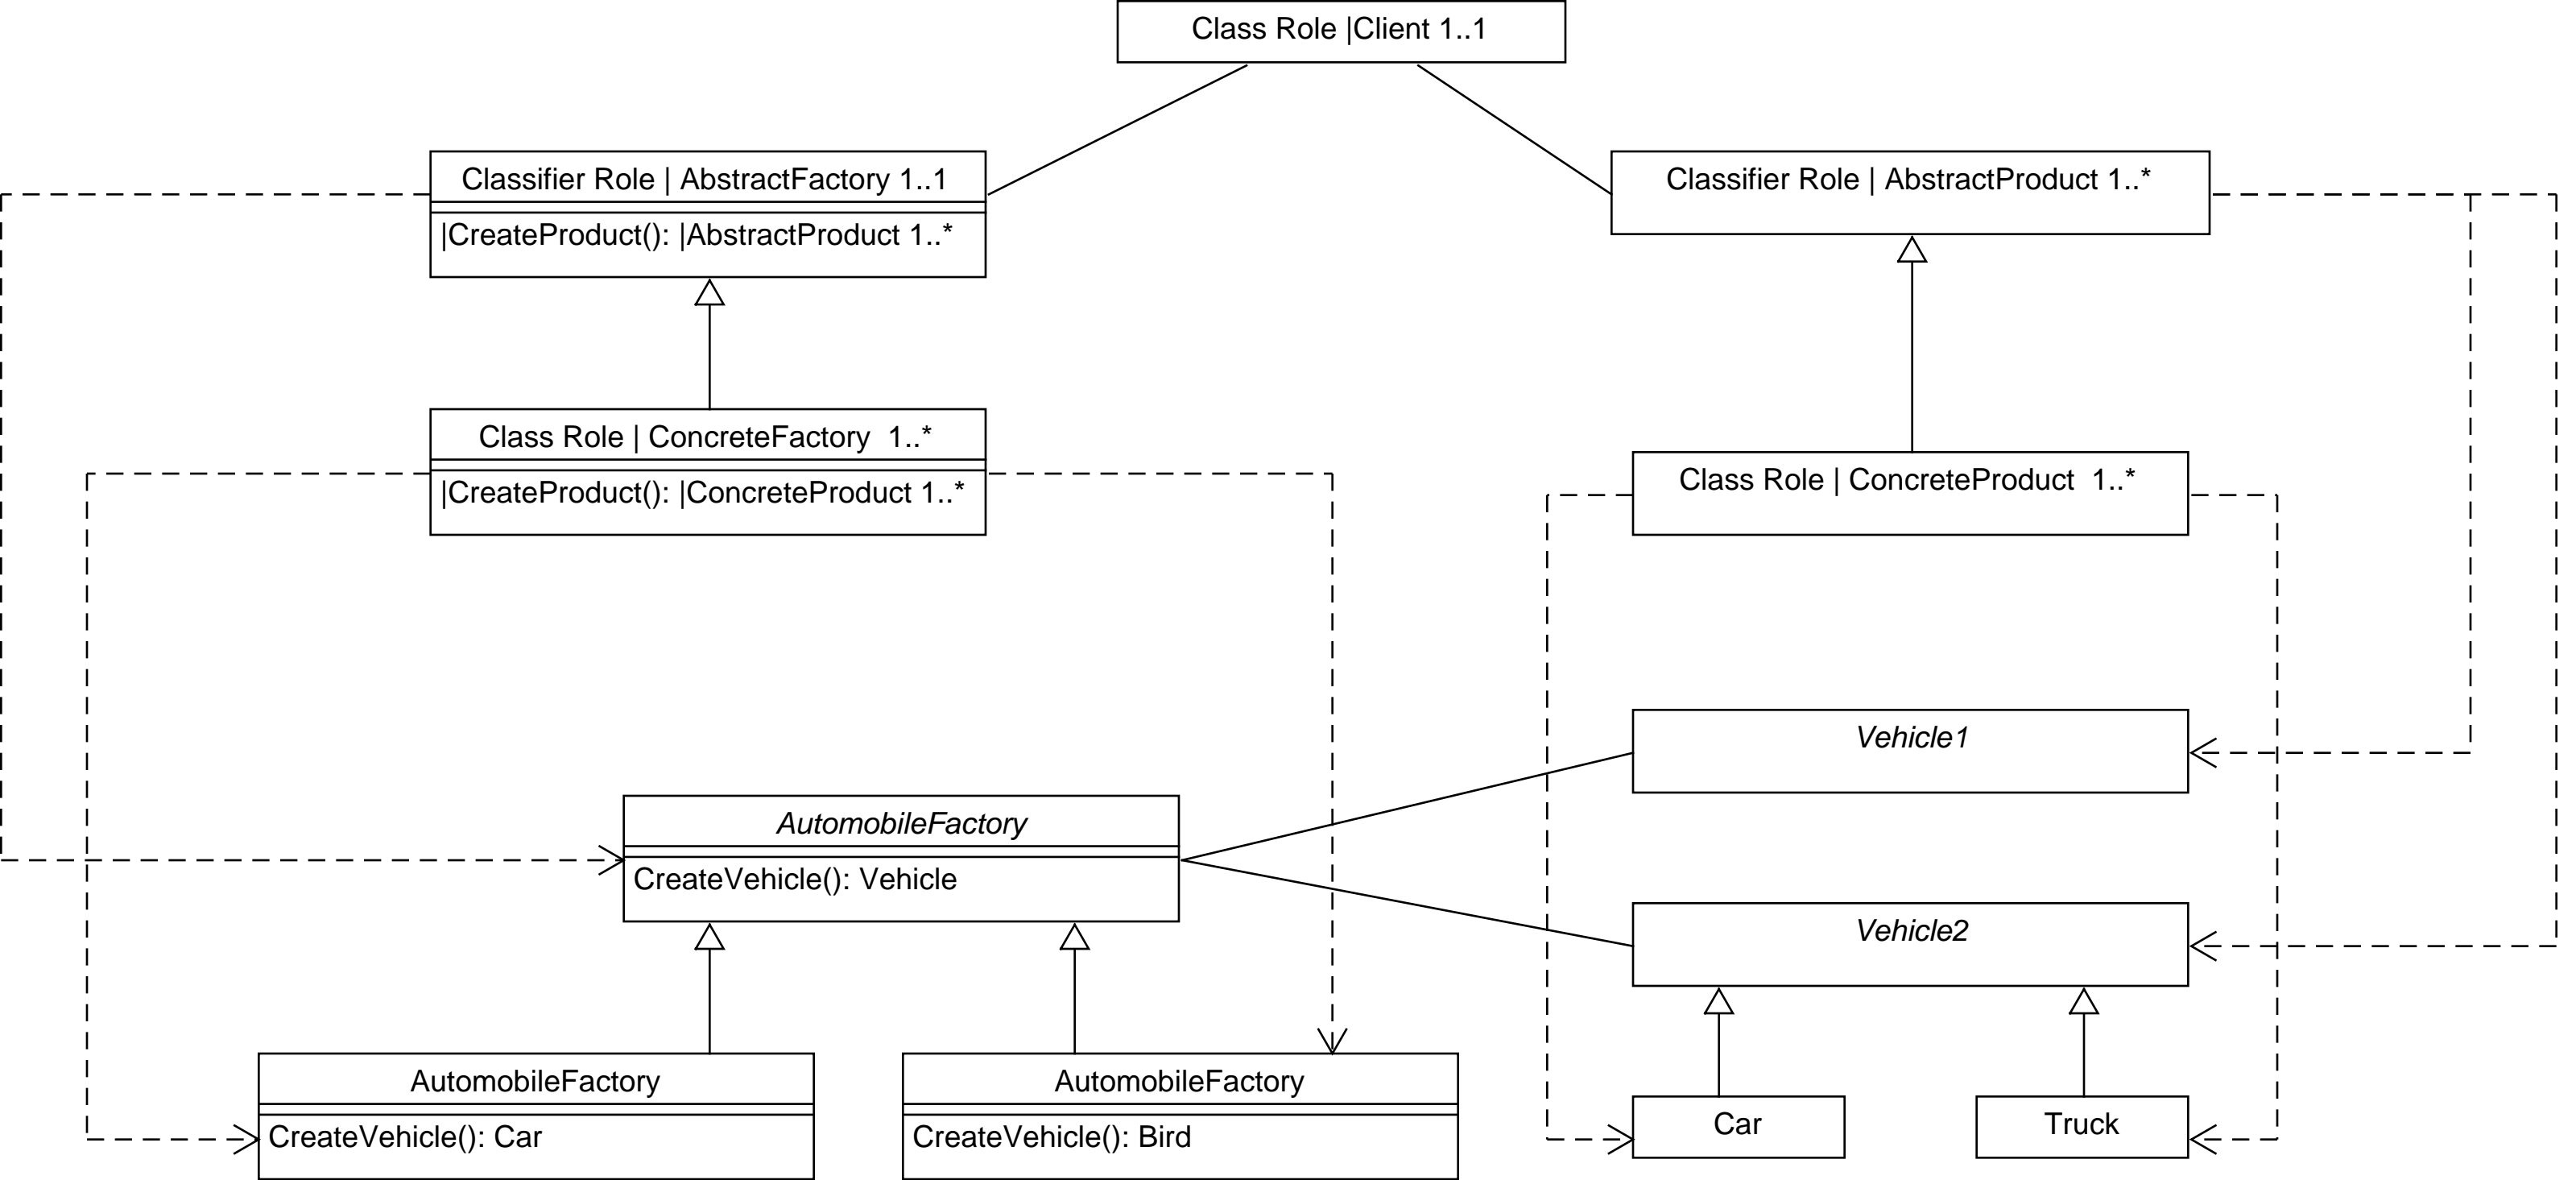 Class Role |Client 1..1
Classifier Role | AbstractFactory 1..1
|CreateProduct(): |AbstractProduct 1..*
Classifier Role | AbstractProduct 1..*
Class Role | ConcreteFactory  1..*
|CreateProduct(): |ConcreteProduct 1..*
Class Role | ConcreteProduct  1..*
Vehicle1
AutomobileFactory
CreateVehicle(): Vehicle
Vehicle2
AutomobileFactory
CreateVehicle(): Car
AutomobileFactory
CreateVehicle(): Bird
Car
Truck